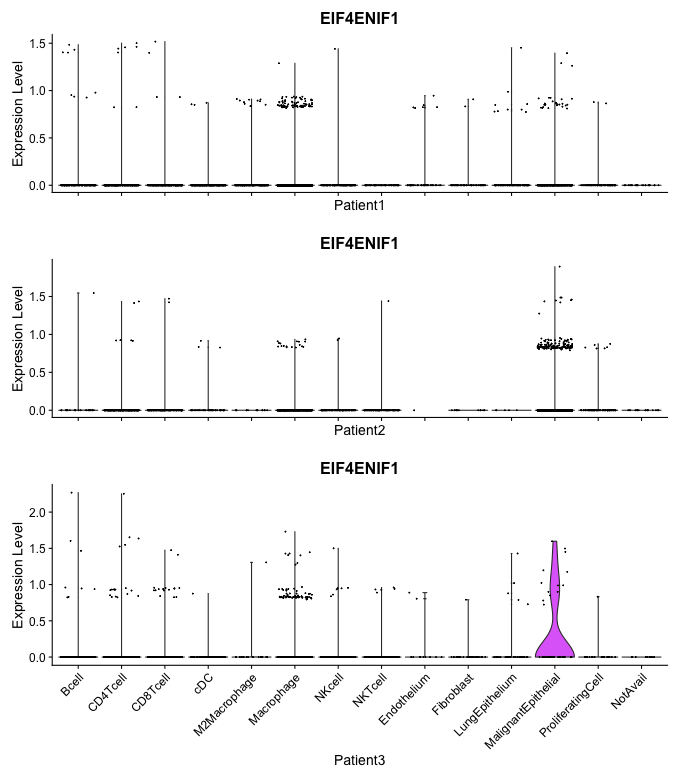 EIF4ENIF1
Expression Level
1.5
1.0
0.5
0.0
Patient1
EIF4ENIF1
Expression Level
1.5
1.0
0.5
0.0
Patient2
EIF4ENIF1
Expression Level
2.0
1.5
1.0
0.5
0.0
Bcell
CD4Tcell
CD8Tcell
cDC
M2Macrophage
Macrophage
NKcell
NKTcell
Endothelium
Fibroblast
LungEpithelium
MalignantEpithelial
ProliferatingCell
NotAvail
Patient3